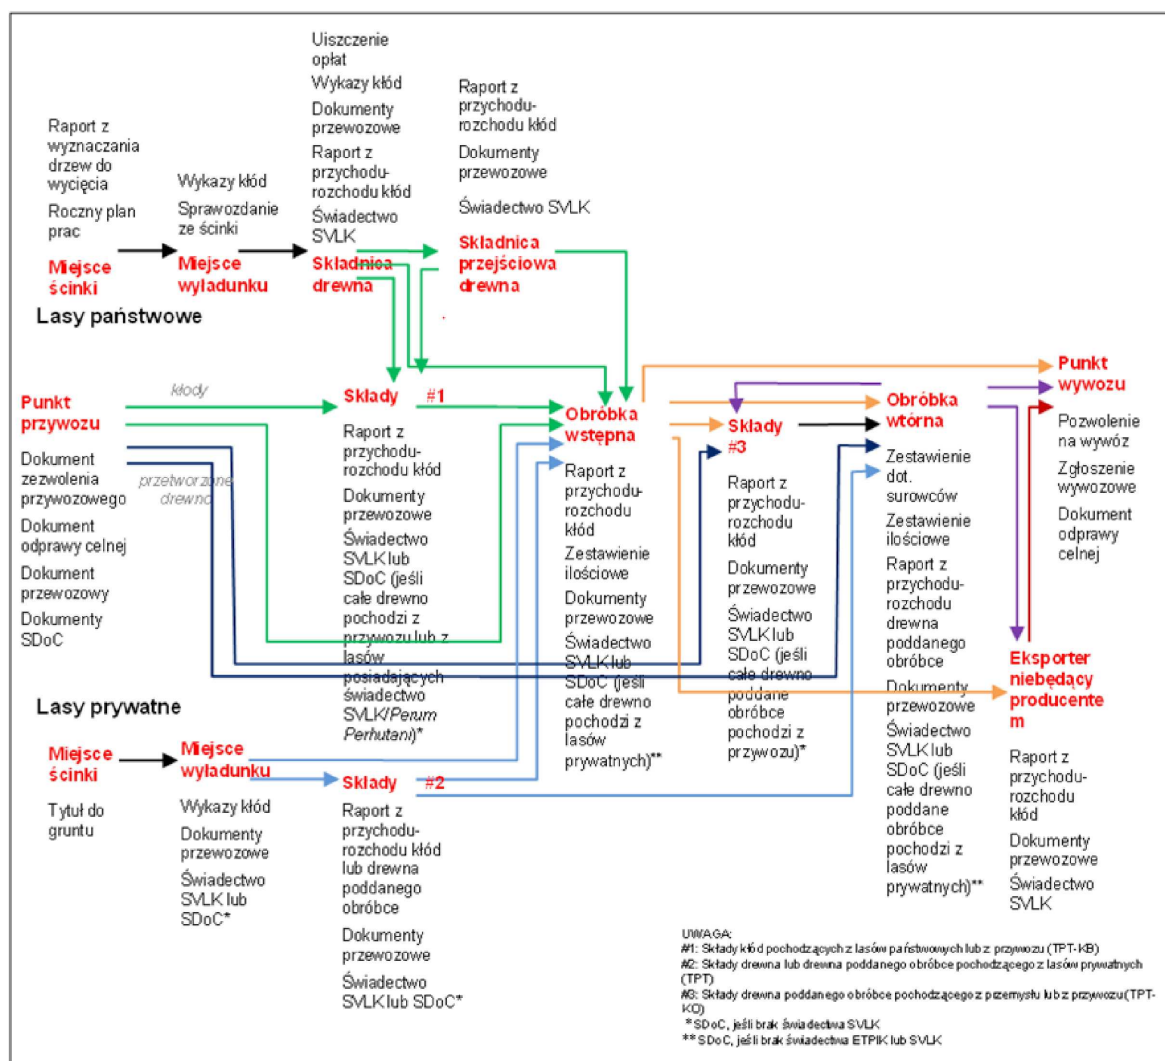 Raport z
wyznaczania
drzew do
wycięcia
Roczny plan
prac
Miejsce
ścinki
Wykazy kłód
Sprawozdanie
ze ścinki
Miejsce
wyładunku
Uiszczenie
opłat
Wykazy kłód
Dokumenty
przewozowe
Raport z
przychodu-
rozchodu kłód
Świadectwo
SVLK
Składnica
drewna
Raport z
przychodu-
rozchodu kłód
Dokumenty
przewozowe
Świadectwo SVLK
Składnica
przejściowa
drewna
Lasy państwowe
Punkt
przywozu
Dokument
zezwolenia
przywozowego
Dokument
odprawy celnej
Dokument
przewozowy
Dokumenty
SDoC
kłody
przetworzone
drewno
Składy #1
Raport z
przychodu-
rozchodu kłód
Dokumenty
przewozowe
Świadectwo
SVLK lub
SDoC (jeśli
całe drewno
pochodzi z
przywozu lub z
lasów
posiadających
świadectwo
SVLK/Perum
Perhutani)*
Obróbka
wstępna
Raport z
przychodu-
rozchodu
kłód
Zestawienie
ilościowe
Dokumenty
przewozowe
Świadectwo
SVLK lub
SDoC (jeśli
całe drewno
pochodzi z
lasów
prywatnych)**
Składy
#3
Raport z
przychodu-
rozchodu
kłód
Dokumenty
przewozowe
Świadectwo
SVLK lub
SDoC (jeśli
całe drewno
poddane
obróbce
pochodzi z
przywozu)*
Obróbka
wtórna
Zestawienie
dot.
surowców
Zestawienie
ilościowe
Raport z
przychodu-
rozchodu
drewna
poddanego
obróbce
Dokumenty
przewozowe
Świadectwo
SVLK lub
SDoC (jeśli
całe drewno
poddane
obróbce
pochodzi z
lasów
prywatnych)**
Punkt
wywozu
Pozwolenie
na wywóz
Zgłoszenie
wywozowe
Dokument
odprawy
celnej
Eksporter
niebędący
producente
m
Raport z
przychodu-
rozchodu
kłód
Dokumenty
przewozowe
Świadectwo
SVLK
Lasy prywatne
Miejsce
ścinki
Tytuł do
gruntu
Miejsce
wyładunku
Wykazy kłód
Dokumenty
przewozowe
Świadectwo
SVLK lub
SDoC*
Składy #2
Raport z
przychodu-
rozchodu kłód
lub drewna
poddanego
obróbce
Dokumenty
przewozowe
Świadectwo
SVLK lub SDoC*
UWAGA:
#1: Składy kłód pochodzących z lasów państwowych lub z przywozu (TPT-KB)
#2: Składy drewna lub drewna poddanego obróbce pochodzącego z lasów prywatnych
(TPT)
#3: Składy drewna poddanego obróbce pochodzącego z przemysłu lub z przywozu (TPT-
KO)
* SDoC, jeśli brak świadectwa SVLK
** SDoC, jeśli brak świadectwa ETPIK lub SVLK